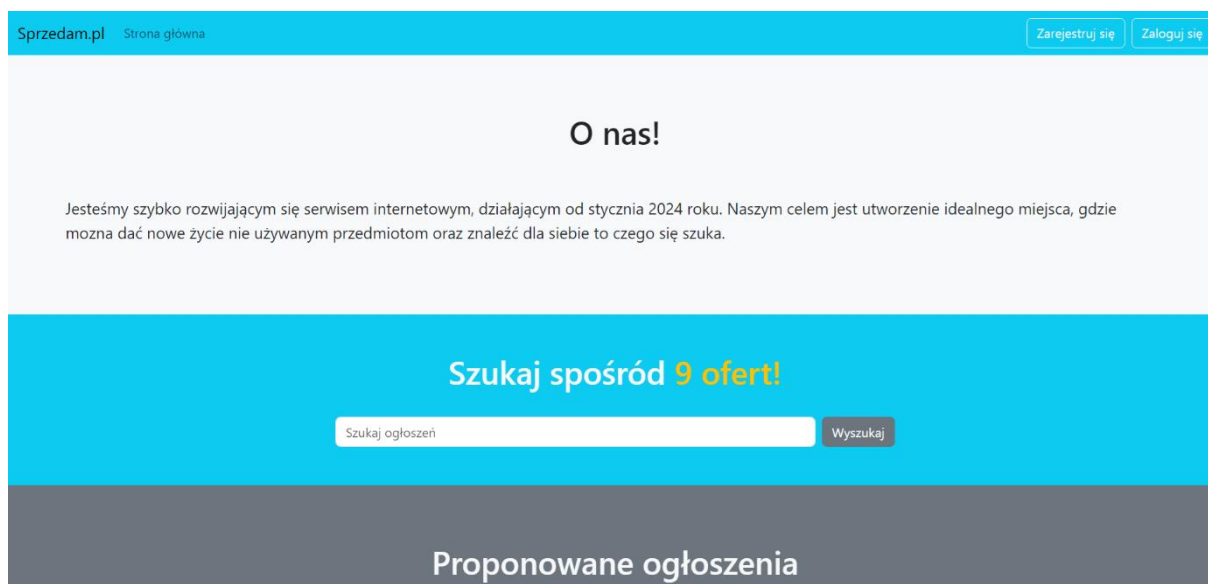 Sprzedam.pl Strona główna Zarejestruj się Zaloguj się
O nas!
Jesteśmy szybko rozwijającym się serwisem internetowym, działającym od stycznia 2024 roku. Naszym celem jest utworzenie idealnego miejsca, gdzie
mozna dać nowe życie nie używanym przedmiotom oraz znaleźć dla siebie to czego się szuka.
Szukaj spośród 9 ofert!
Szukaj ogłoszeń Wyszukaj
Proponowane ogłoszenia